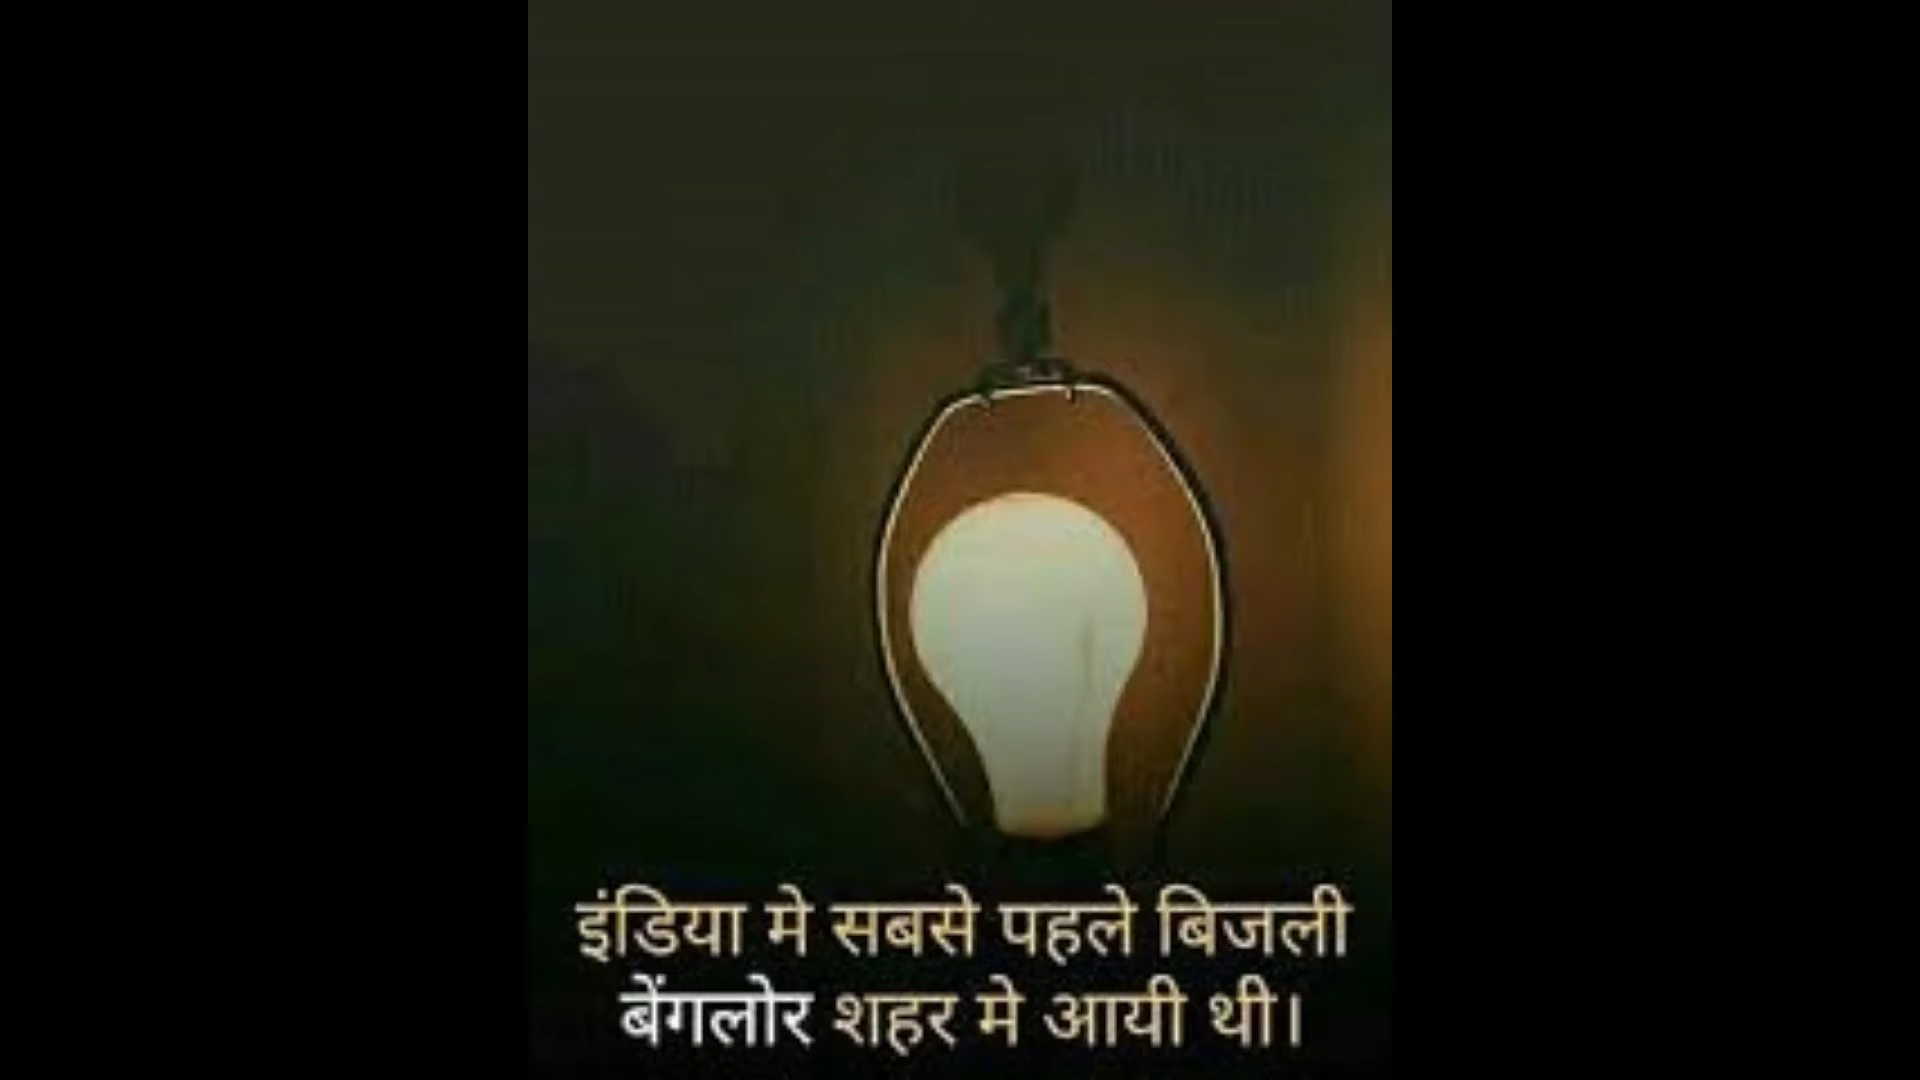 इंडिया मे सबसे पहले बिजली
बेंगलोर शहर मे आयी थी।